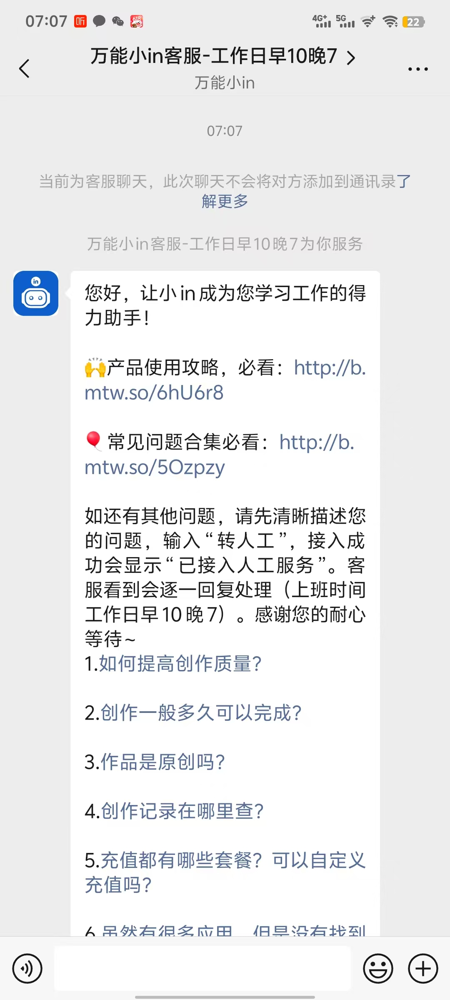 07:07 听 618 4G+ 5G 22
万能小in客服-工作日早10晚7
万能小in
07:07
当前为客服聊天，此次聊天不会将对方添加到通讯录了
解更多
万能小in客服-工作日早10晚7为你服务
in
您好，让小in成为您学习工作的得
力助手！
🙌产品使用攻略，必看：http://b.
mtw.so/6hU6r8
🎈 常见问题合集必看：http://b.
mtw.so/5Ozpzy
如还有其他问题，请先清晰描述您
的问题，输入“转人工”，接入成
功会显示“已接入人工服务”。客
服看到会逐一回复处理（上班时间
工作日早10晚7）。感谢您的耐心
等待~
1.如何提高创作质量？
2.创作一般多久可以完成？
3.作品是原创吗？
4.创作记录在哪里查？
5.充值都有哪些套餐？可以自定义
充值吗？
6.虽然有很多应用，但是没有找到